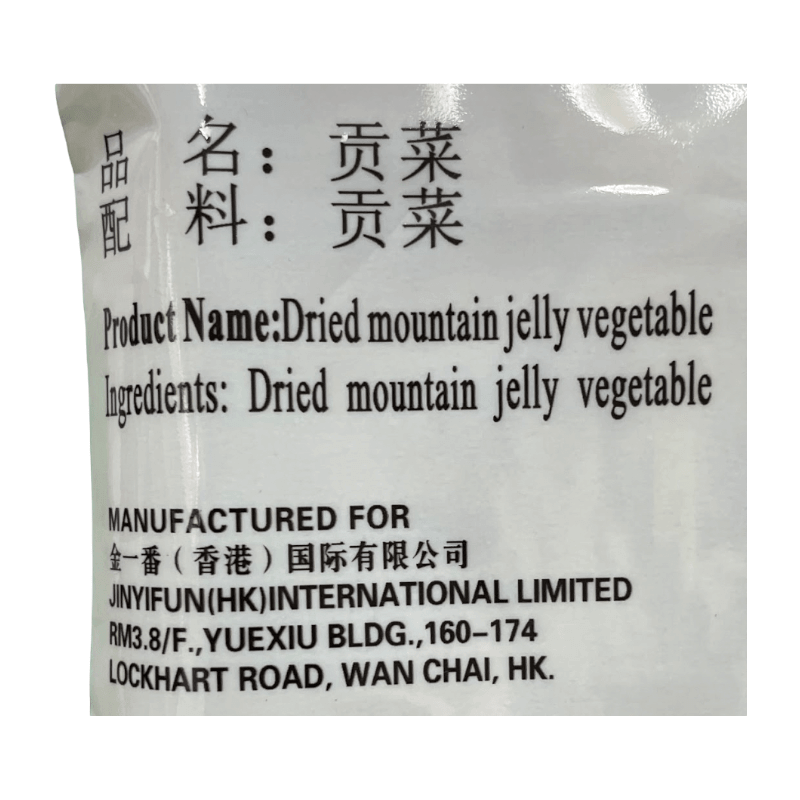 品 名：贡菜
配 料：贡菜
Product Name:Dried mountain jelly vegetable
Ingredients: Dried mountain jelly vegetable
MANUFACTURED FOR
金一番（香港）国际有限公司
JINYIFUN(HK)INTERNATIONAL LIMITED
RM3.8/F.,YUEXIU BLDG.,160-174
LOCKHART ROAD, WAN CHAI, HK.